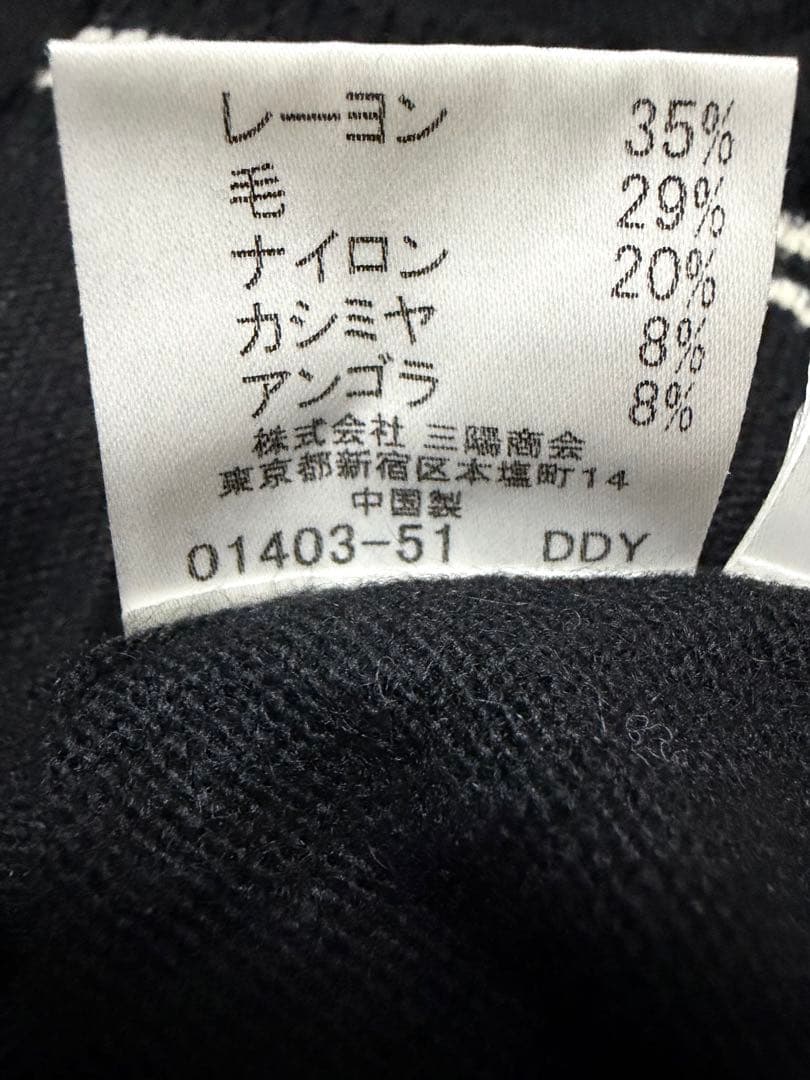 レーヨン 35%
毛 29%
ナイロン 20%
カシミヤ 8%
アンゴラ 8%
株式会社 三陽商会
東京都新宿区本塩町14
中国製
01403-51 DDY